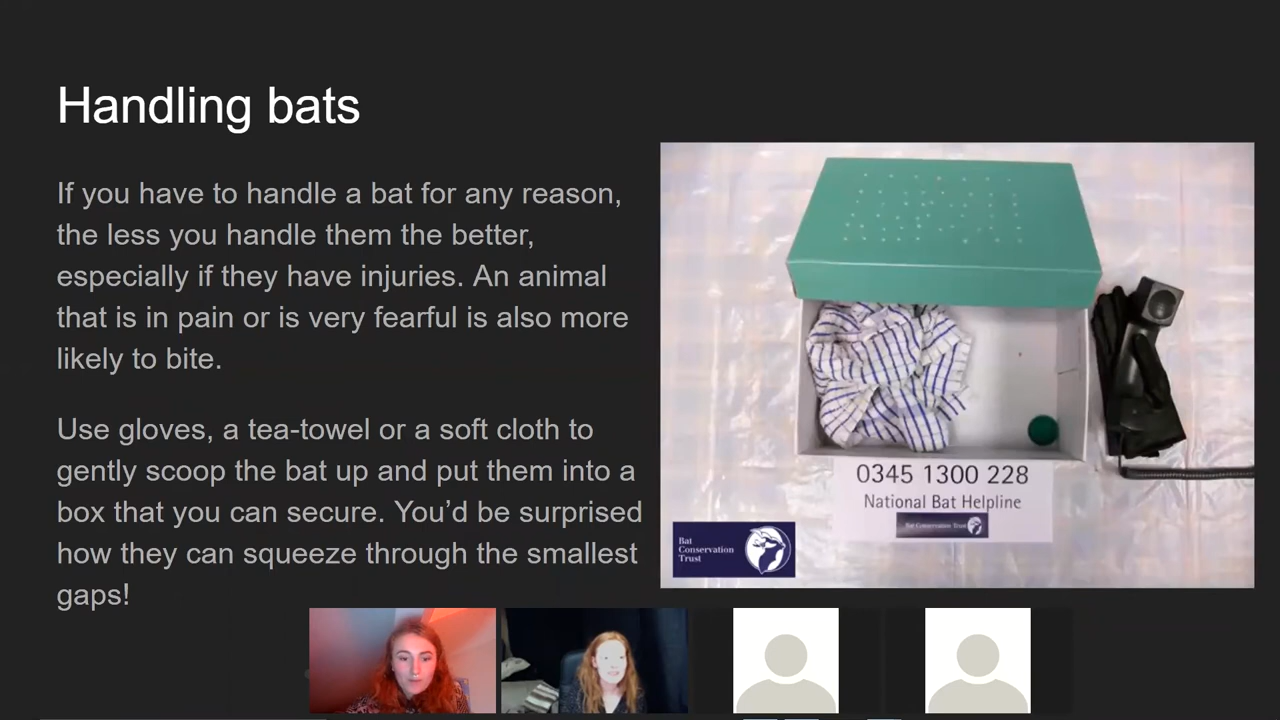 Handling bats
If you have to handle a bat for any reason,
the less you handle them the better,
especially if they have injuries. An animal
that is in pain or is very fearful is also more
likely to bite.
Use gloves, a tea-towel or a soft cloth to
gently scoop the bat up and put them into a
box that you can secure. You’d be surprised
how they can squeeze through the smallest
gaps!
0345 1300 228
National Bat Helpline
Bat Conservation Trust
Bat
Conservation
Trust